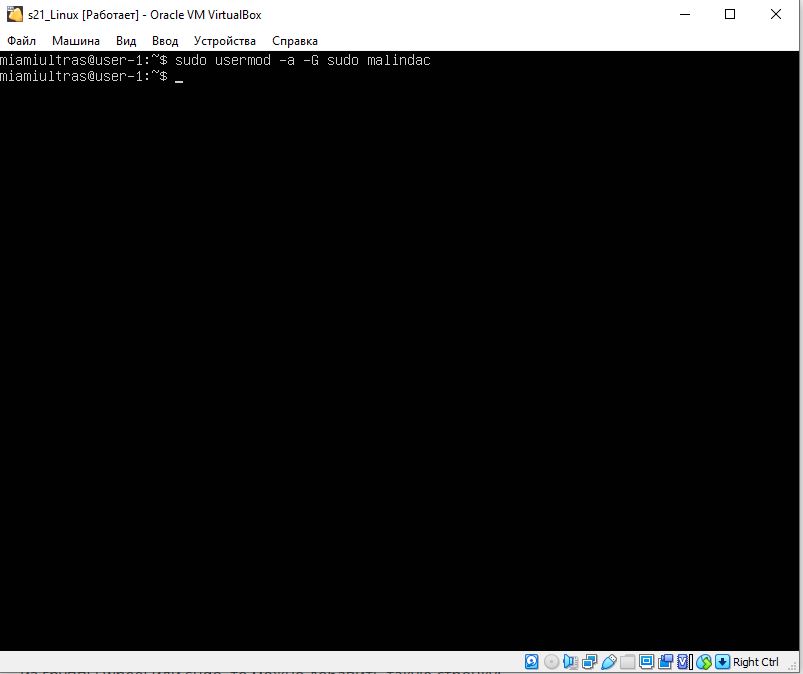 s21_Linux [Работает] - Oracle VM VirtualBox
Файл Машина Вид Ввод Устройства Справка
miamiultras@user-1:~$ sudo usermod -a -G sudo malindac
miamiultras@user-1:~$ _
Right Ctrl